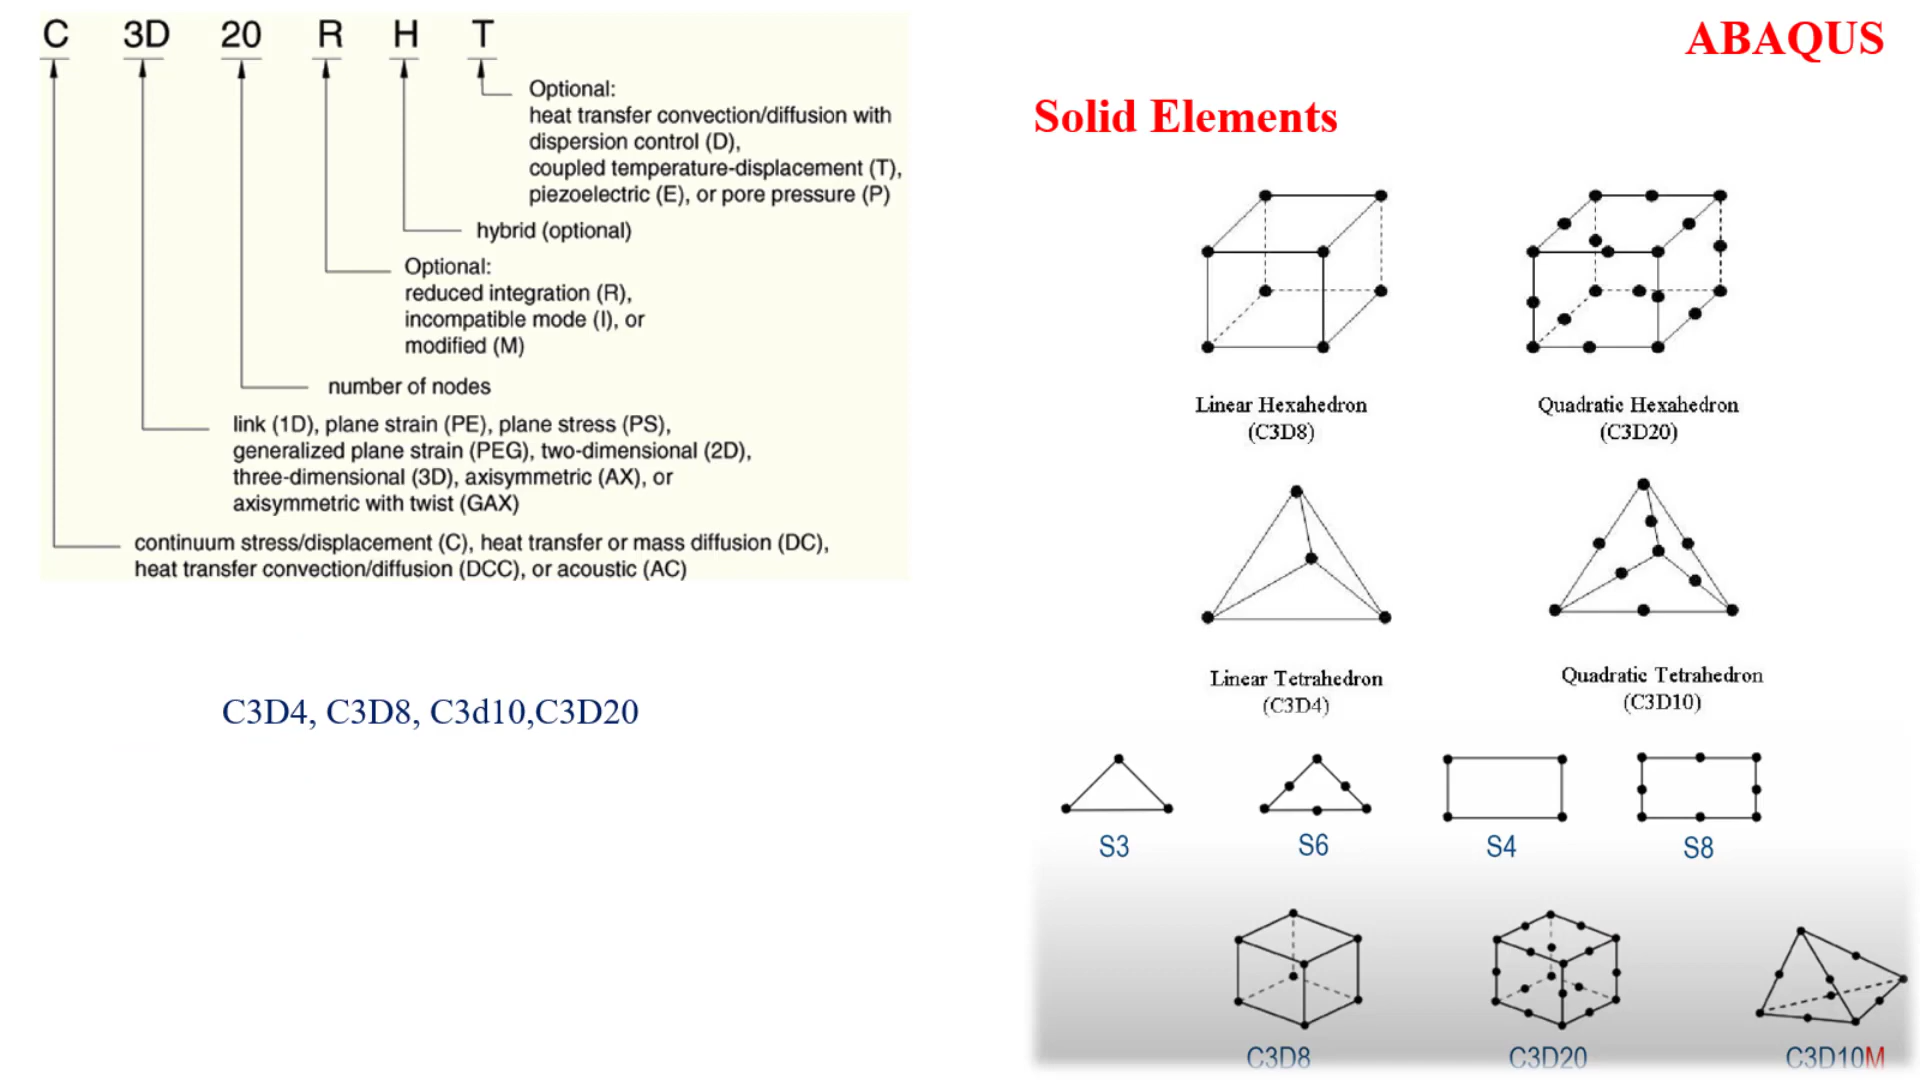 C 3D 20 R H T
Optional:
heat transfer convection/diffusion with
dispersion control (D),
coupled temperature-displacement (T),
piezoelectric (E), or pore pressure (P)
hybrid (optional)
Optional:
reduced integration (R),
incompatible mode (I), or
modified (M)
number of nodes
link (1D), plane strain (PE), plane stress (PS),
generalized plane strain (PEG), two-dimensional (2D),
three-dimensional (3D), axisymmetric (AX), or
axisymmetric with twist (GAX)
continuum stress/displacement (C), heat transfer or mass diffusion (DC),
heat transfer convection/diffusion (DCC), or acoustic (AC)
C3D4, C3D8, C3d10,C3D20
ABAQUS
Solid Elements
Linear Hexahedron
(C3D8)
Quadratic Hexahedron
(C3D20)
Linear Tetrahedron
(C3D4)
Quadratic Tetrahedron
(C3D10)
S3 S6 S4 S8
C3D8 C3D20 C3D10M